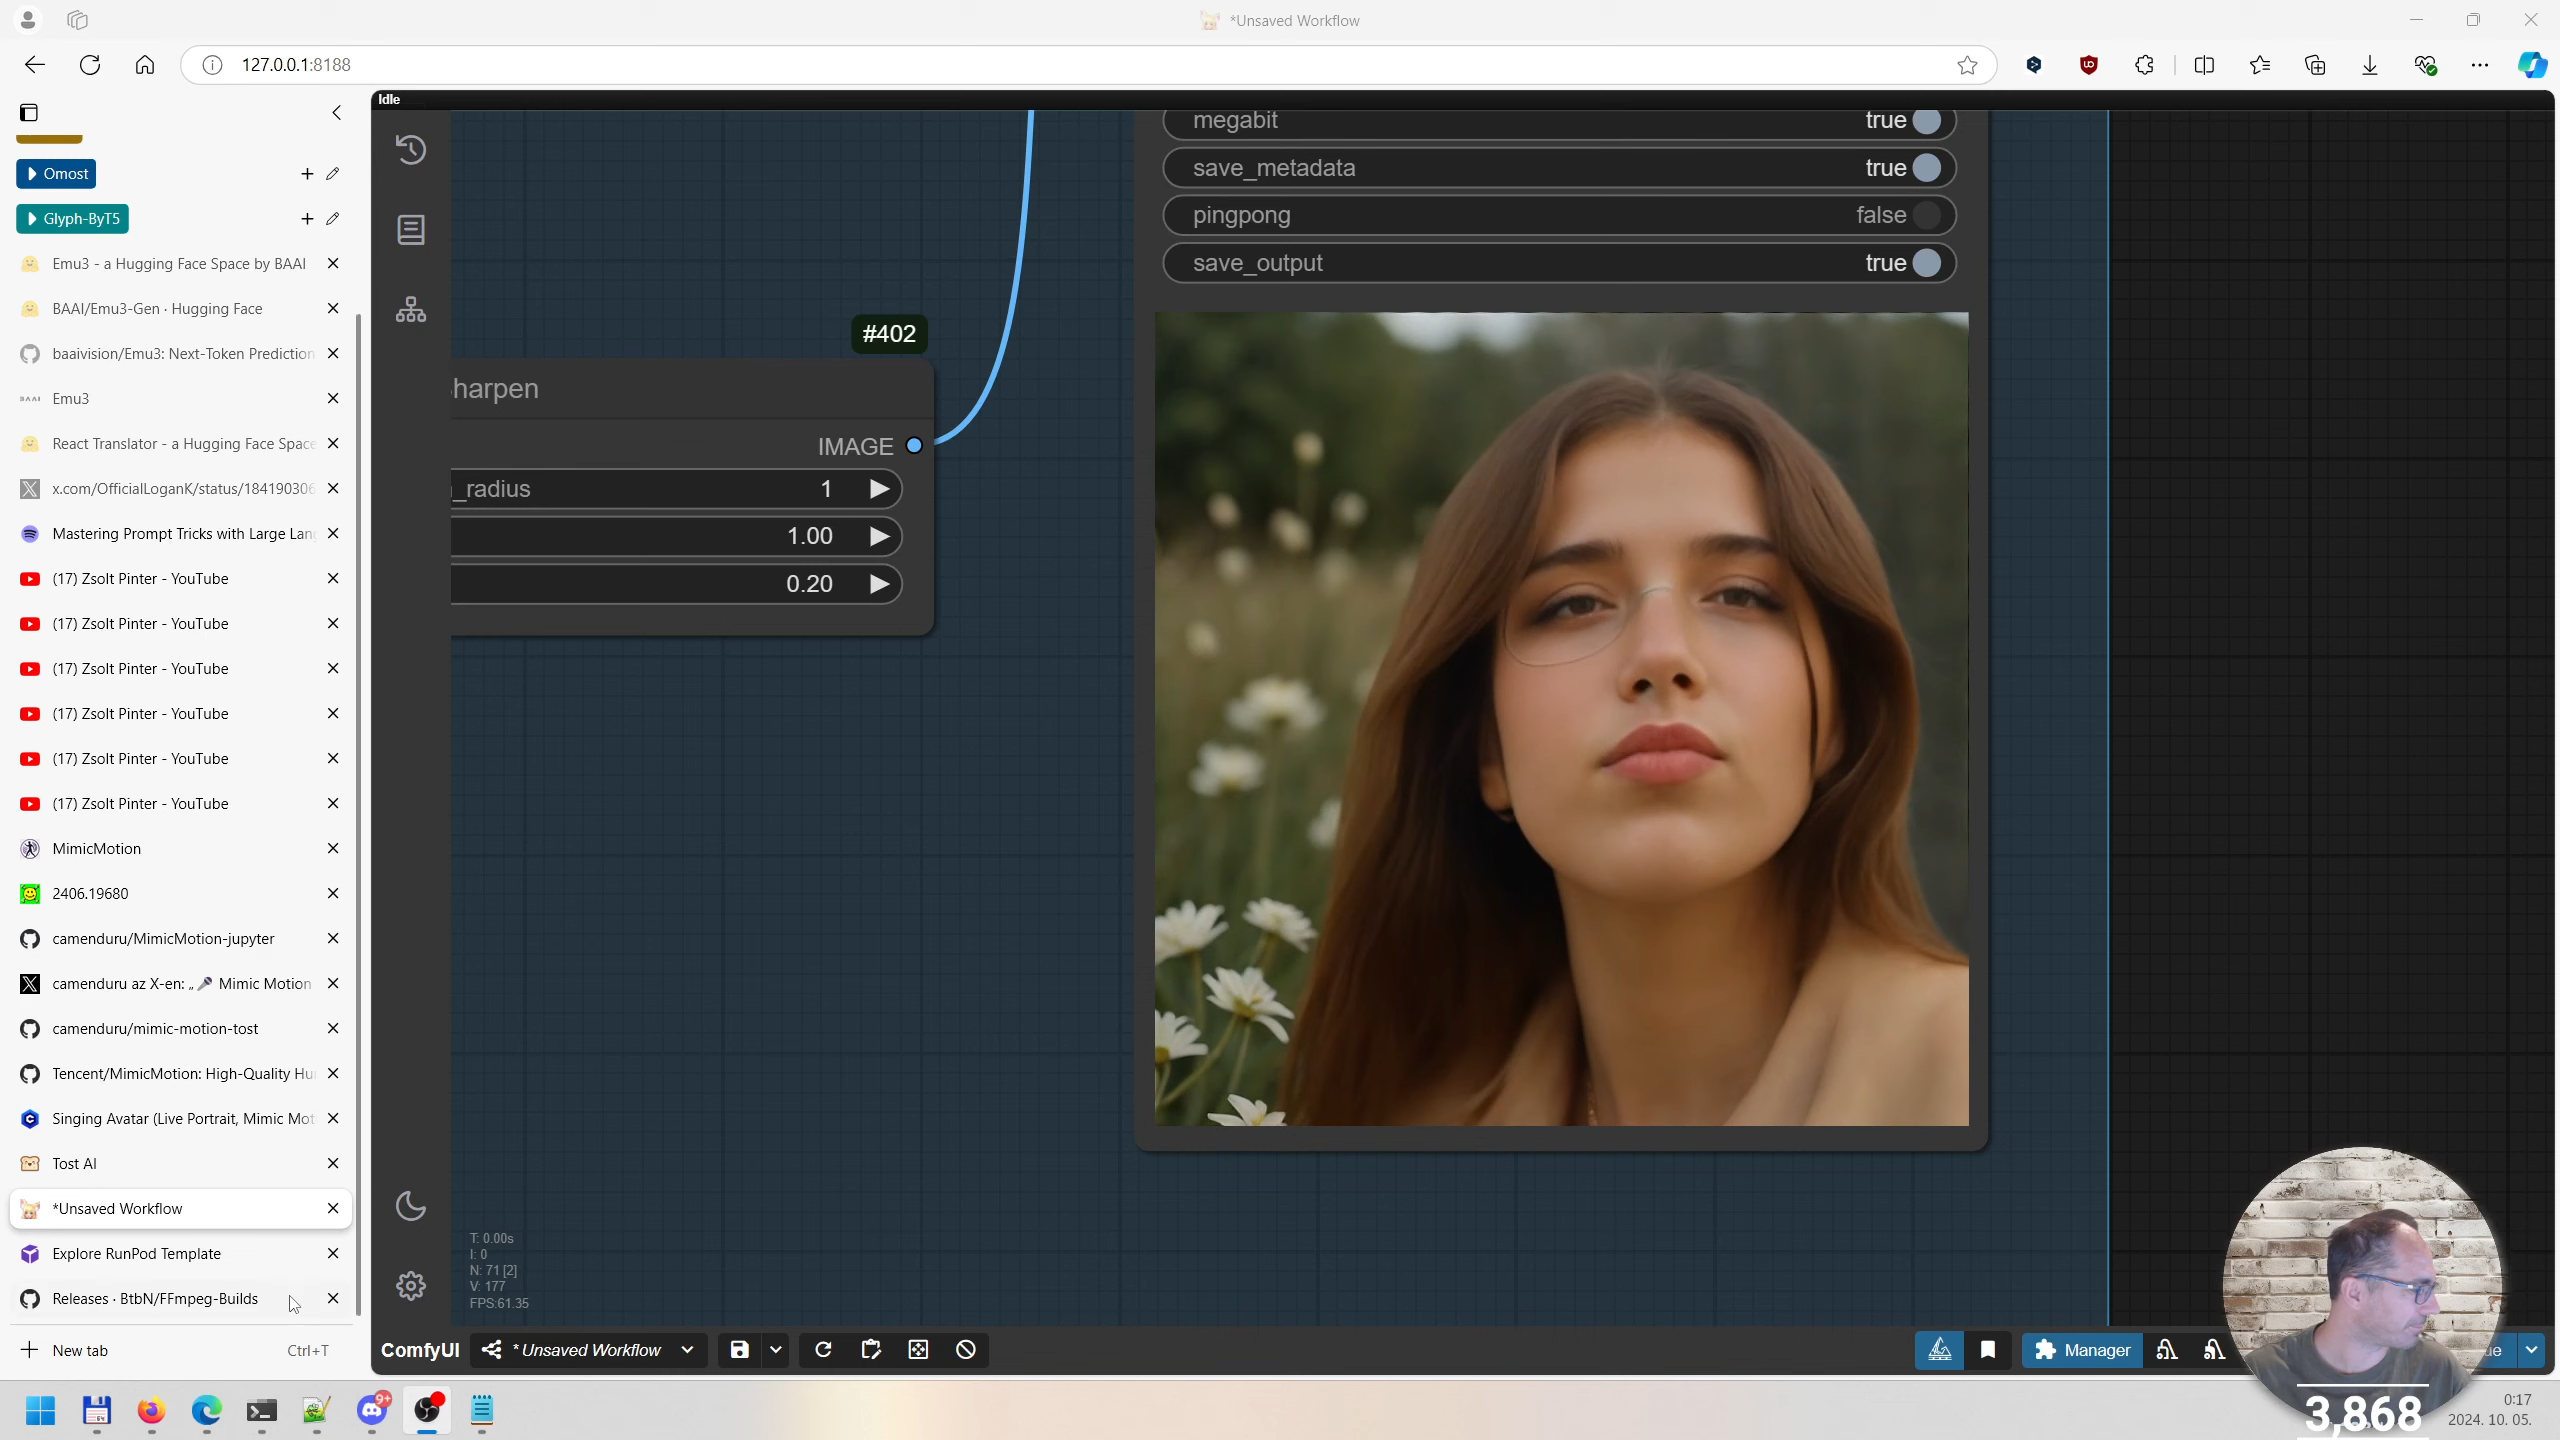 *Unsaved Workflow
127.0.0.1:8188
Idle
Omost
Glyph-ByT5
Emu3 - a Hugging Face Space by BAAI
BAAI/Emu3-Gen · Hugging Face
baaivision/Emu3: Next-Token Prediction
BAAI Emu3
React Translator - a Hugging Face Space
x.com/OfficialLoganK/status/184190306
Mastering Prompt Tricks with Large Lang
(17) Zsolt Pinter - YouTube
(17) Zsolt Pinter - YouTube
(17) Zsolt Pinter - YouTube
(17) Zsolt Pinter - YouTube
(17) Zsolt Pinter - YouTube
(17) Zsolt Pinter - YouTube
MimicMotion
2406.19680
camenduru/MimicMotion-jupyter
camenduru az X-en: „🎤 Mimic Motion
camenduru/mimic-motion-tost
Tencent/MimicMotion: High-Quality Hu
Singing Avatar (Live Portrait, Mimic Mot
Tost AI
*Unsaved Workflow
Explore RunPod Template
Releases · BtbN/FFmpeg-Builds
New tab Ctrl+T
megabit true
save_metadata true
pingpong false
save_output true
#402
harpen
IMAGE
_radius 1
1.00
0.20
T: 0.00s
I: 0
N: 71 [2]
V: 177
FPS:61.35
ComfyUI *Unsaved Workflow Manager ue
9+
3,868
0:17
2024. 10. 05.